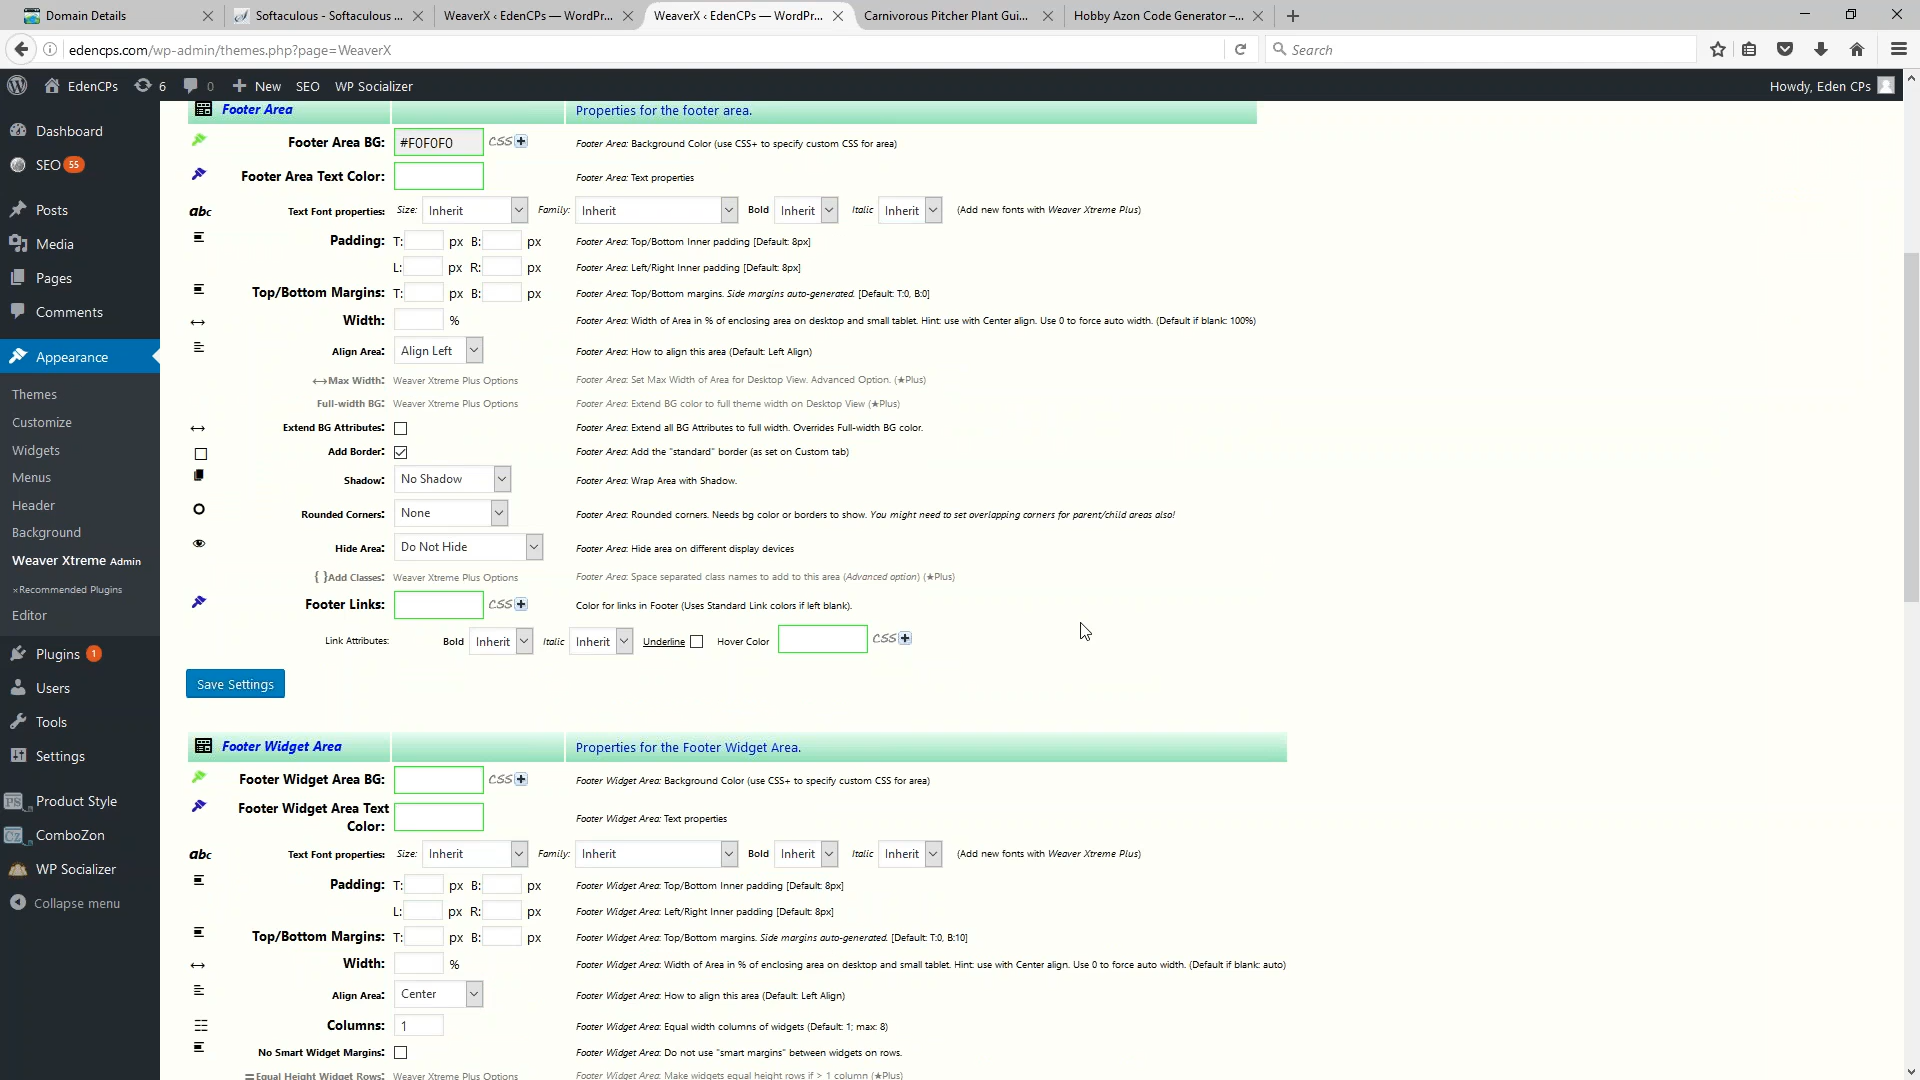 Domain Details
Softaculous - Softaculous ...
WeaverX ‹ EdenCPs — WordPr...
WeaverX ‹ EdenCPs — WordPr...
Carnivorous Pitcher Plant Gui...
Hobby Azon Code Generator –...
edencps.com/wp-admin/themes.php?page=WeaverX
Search
EdenCPs 6 0 New SEO WP Socializer
Howdy, Eden CPs
Dashboard
SEO 55
Posts
Media
Pages
Comments
Appearance
Themes
Customize
Widgets
Menus
Header
Background
Weaver Xtreme Admin
×Recommended Plugins
Editor
Plugins 1
Users
Tools
Settings
Product Style
ComboZon
WP Socializer
Collapse menu
Footer Area Properties for the footer area.
Footer Area BG: #F0F0F0 CSS+ Footer Area: Background Color (use CSS+ to specify custom CSS for area)
Footer Area Text Color: Footer Area: Text properties
abc Text Font properties: Size: Inherit Family: Inherit Bold Inherit Italic Inherit (Add new fonts with Weaver Xtreme Plus)
Padding: T: px B: px Footer Area: Top/Bottom Inner padding [Default: 8px]
L: px R: px Footer Area: Left/Right Inner padding [Default: 8px]
Top/Bottom Margins: T: px B: px Footer Area: Top/Bottom margins. Side margins auto-generated. [Default: T:0, B:0]
Width: % Footer Area: Width of Area in % of enclosing area on desktop and small tablet. Hint: use with Center align. Use 0 to force auto width. (Default if blank: 100%)
Align Area: Align Left Footer Area: How to align this area (Default: Left Align)
↔Max Width: Weaver Xtreme Plus Options Footer Area: Set Max Width of Area for Desktop View. Advanced Option. (★Plus)
Full-width BG: Weaver Xtreme Plus Options Footer Area: Extend BG color to full theme width on Desktop View (★Plus)
Extend BG Attributes: Footer Area: Extend all BG Attributes to full width. Overrides Full-width BG color.
Add Border: Footer Area: Add the "standard" border (as set on Custom tab)
Shadow: No Shadow Footer Area: Wrap Area with Shadow.
Rounded Corners: None Footer Area: Rounded corners. Needs bg color or borders to show. You might need to set overlapping corners for parent/child areas also!
Hide Area: Do Not Hide Footer Area: Hide area on different display devices
{ }Add Classes: Weaver Xtreme Plus Options Footer Area: Space separated class names to add to this area (Advanced option) (★Plus)
Footer Links: CSS+ Color for links in Footer (Uses Standard Link colors if left blank).
Link Attributes: Bold Inherit Italic Inherit Underline Hover Color CSS+
Save Settings
Footer Widget Area Properties for the Footer Widget Area.
Footer Widget Area BG: CSS+ Footer Widget Area: Background Color (use CSS+ to specify custom CSS for area)
Footer Widget Area Text
Color: Footer Widget Area: Text properties
abc Text Font properties: Size: Inherit Family: Inherit Bold Inherit Italic Inherit (Add new fonts with Weaver Xtreme Plus)
Padding: T: px B: px Footer Widget Area: Top/Bottom Inner padding [Default: 8px]
L: px R: px Footer Widget Area: Left/Right Inner padding [Default: 8px]
Top/Bottom Margins: T: px B: px Footer Widget Area: Top/Bottom margins. Side margins auto-generated. [Default: T:0, B:10]
Width: % Footer Widget Area: Width of Area in % of enclosing area on desktop and small tablet. Hint: use with Center align. Use 0 to force auto width. (Default if blank: auto)
Align Area: Center Footer Widget Area: How to align this area (Default: Left Align)
Columns: 1 Footer Widget Area: Equal width columns of widgets (Default: 1; max: 8)
No Smart Widget Margins: Footer Widget Area: Do not use "smart margins" between widgets on rows.
Equal Height Widget Rows: Weaver Xtreme Plus Options Footer Widget Area: Make widgets equal height rows if > 1 column (★Plus)